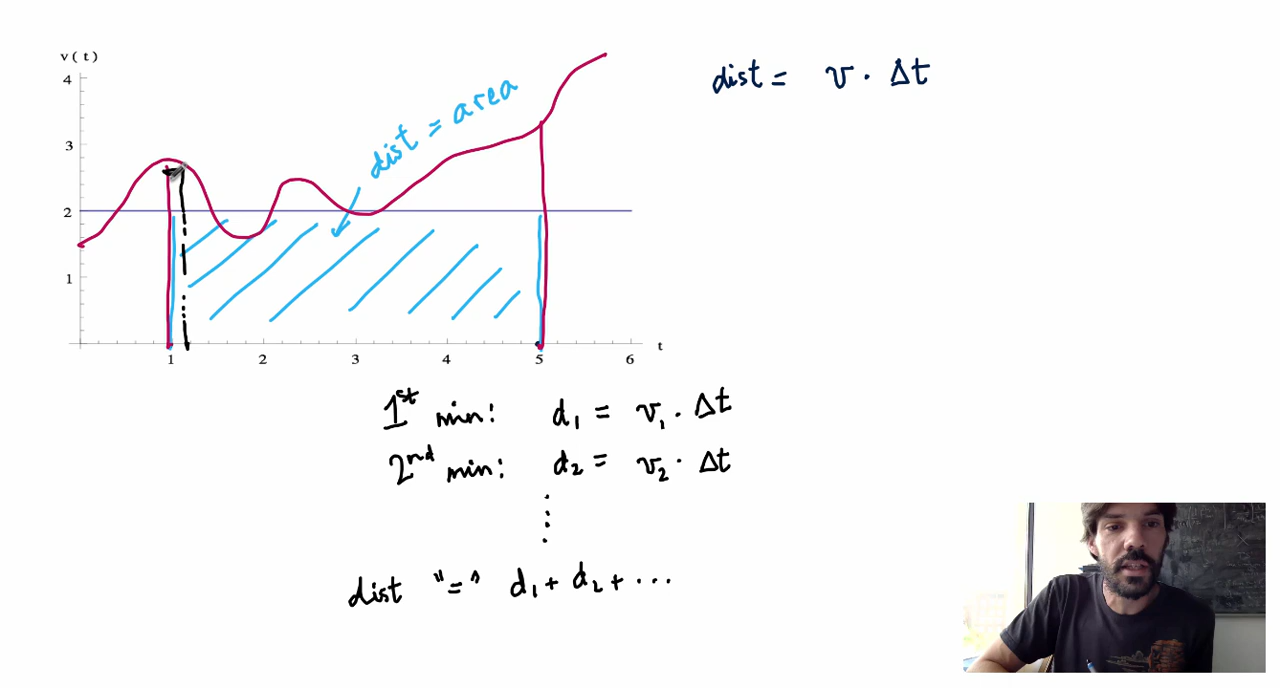 v(t)
4
3
2
1
1 2 3 4 5 6 t
dist = area
dist = v · Δt
1st min: d₁ = v₁ · Δt
2nd min: d₂ = v₂ · Δt
⋮
dist "=" d₁ + d₂ + ...